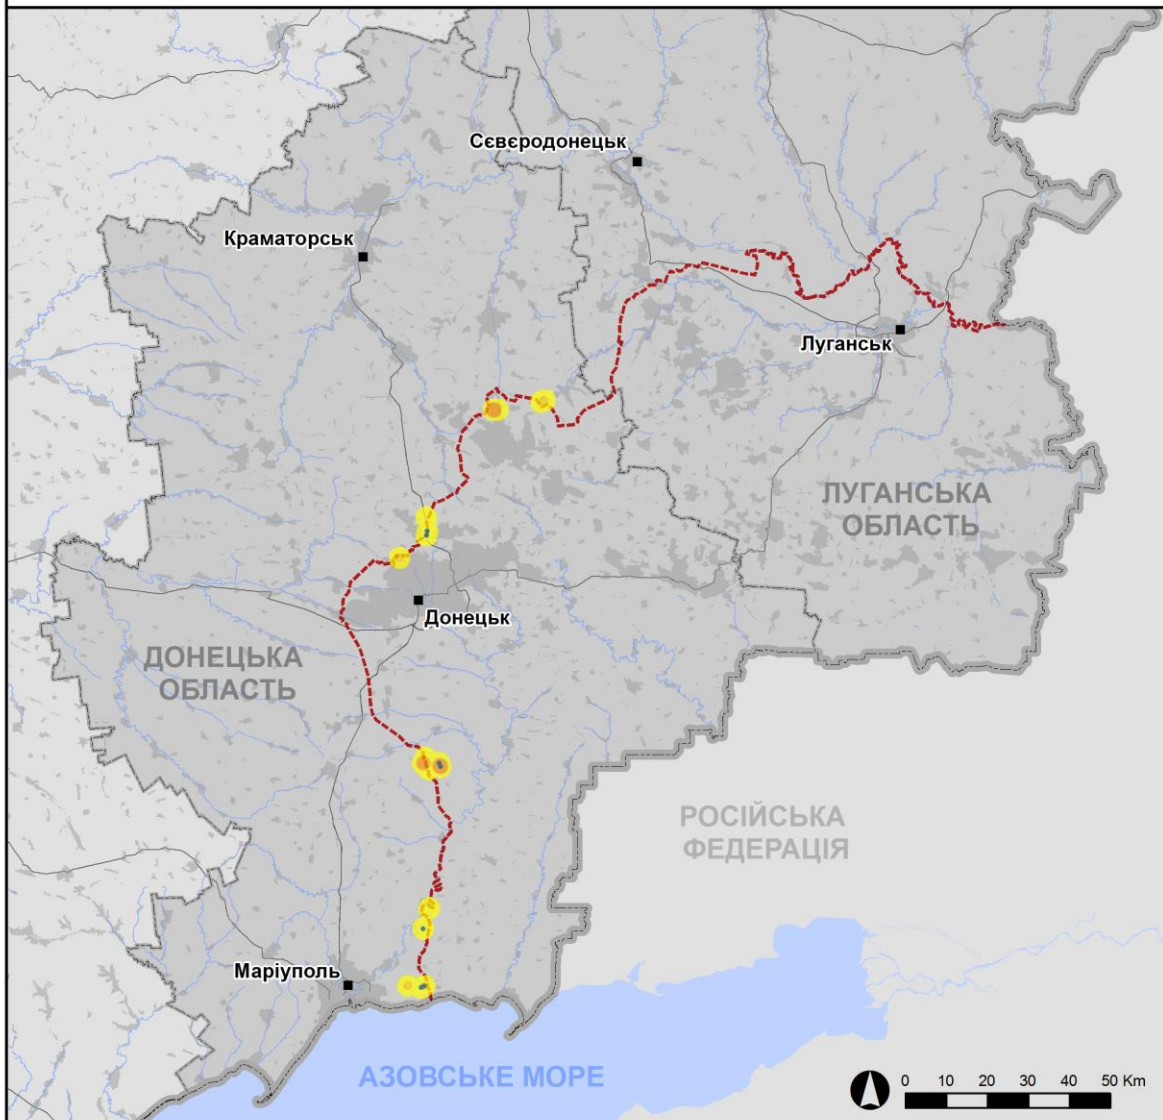 Сєвєродонецьк
Краматорськ
Луганськ
ЛУГАНСЬКА
ОБЛАСТЬ
Донецьк
ДОНЕЦЬКА
ОБЛАСТЬ
РОСІЙСЬКА
ФЕДЕРАЦІЯ
Маріуполь
АЗОВСЬКЕ МОРЕ
0 10 20 30 40 50 Km